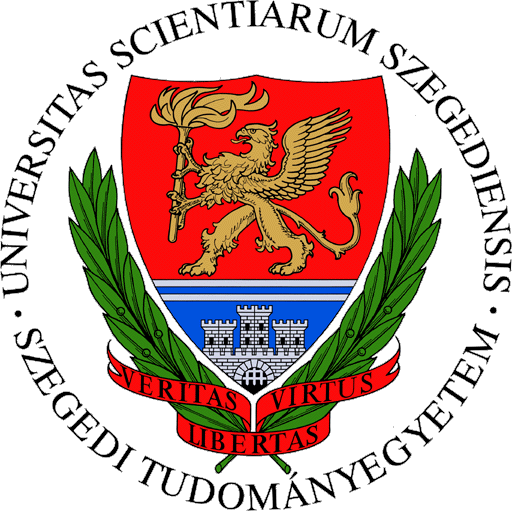 UNIVERSITAS SCIENTIARUM SZEGEDIENSIS
· SZEGEDI TUDOMÁNYEGYETEM ·
VERITAS VIRTUS
LIBERTAS